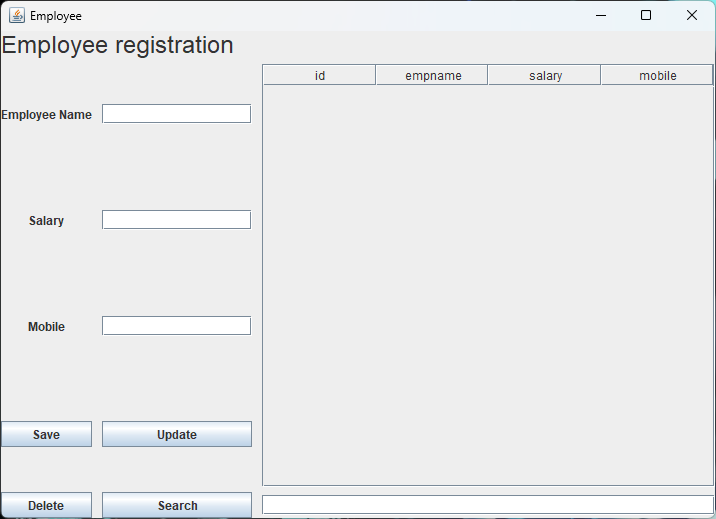 Employee
Employee registration
id empname salary mobile
Employee Name
Salary
Mobile
Save Update
Delete Search